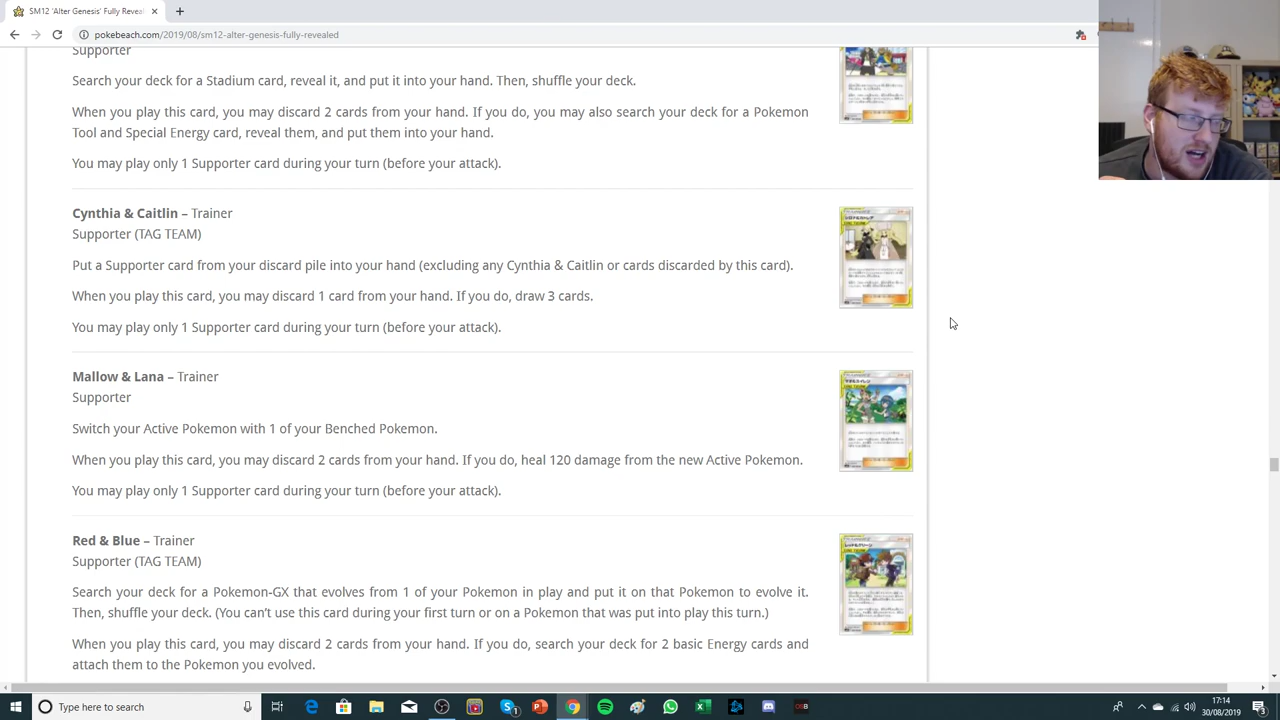 SM12 'Alter Genesis' Fully Reveal
pokebeach.com/2019/08/sm12-alter-genesis-fully-revealed
Supporter
Search your deck for a Stadium card, reveal it, and put it into your hand. Then, shuffle your deck.
When you play this card, you may discard 1 card from your hand. If you do, you may also search your deck for a Pokemon
Tool and Special Energy card, reveal them, and put them into your hand.
You may play only 1 Supporter card during your turn (before your attack).
Cynthia & Caitlin – Trainer
Supporter (TAG TEAM)
Put a Supporter card from your discard pile into your hand (excluding any Cynthia & Caitlin or cards discarded by this card).
When you play this card, you may discard 1 card from your hand. If you do, draw 3 cards.
You may play only 1 Supporter card during your turn (before your attack).
Mallow & Lana – Trainer
Supporter
Switch your Active Pokemon with 1 of your Benched Pokemon.
When you play this card, you may discard 2 cards from your hand. If you do, heal 120 damage from the new Active Pokemon.
You may play only 1 Supporter card during your turn (before your attack).
Red & Blue – Trainer
Supporter (TAG TEAM)
Search your deck for a Pokemon-GX that evolves from 1 of your Pokemon in play and put it on that Pokemon to evolve it.
Then, shuffle your deck. (You can't use this card during your first turn or on a Pokemon that was put into play this turn.)
When you play this card, you may discard 2 cards from your hand. If you do, search your deck for 2 basic Energy cards and
attach them to the Pokemon you evolved.
Type here to search
17:14
30/08/2019